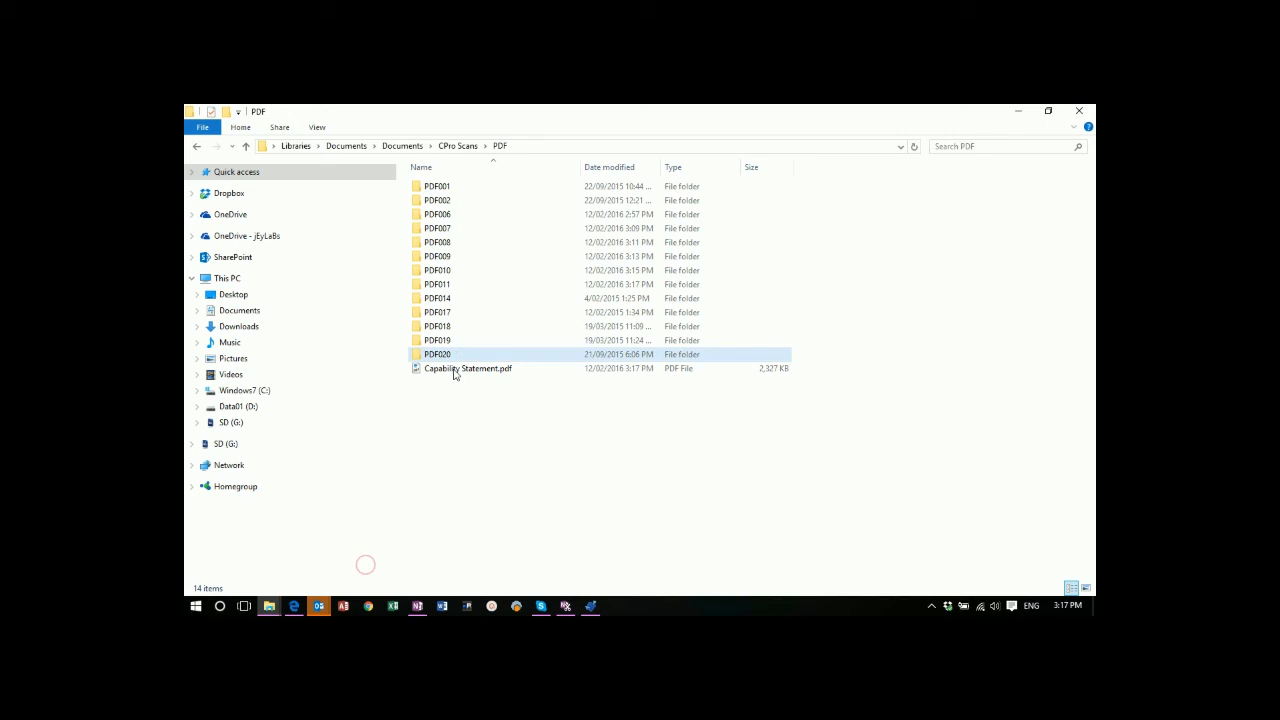 PDF
File Home Share View
Libraries Documents Documents CPro Scans PDF Search PDF
Name Date modified Type Size
Quick access
Dropbox
OneDrive
OneDrive - jEyLaBs
SharePoint
This PC
Desktop
Documents
Downloads
Music
Pictures
Videos
Windows7 (C:)
Data01 (D:)
SD (G:)
SD (G:)
Network
Homegroup
PDF001 22/09/2015 10:44 ... File folder
PDF002 22/09/2015 12:21 ... File folder
PDF006 12/02/2016 2:57 PM File folder
PDF007 12/02/2016 3:09 PM File folder
PDF008 12/02/2016 3:11 PM File folder
PDF009 12/02/2016 3:13 PM File folder
PDF010 12/02/2016 3:15 PM File folder
PDF011 12/02/2016 3:17 PM File folder
PDF014 4/02/2015 1:25 PM File folder
PDF017 12/02/2015 1:34 PM File folder
PDF018 19/03/2015 11:09 ... File folder
PDF019 19/03/2015 11:24 ... File folder
PDF020 21/09/2015 6:06 PM File folder
Capability Statement.pdf 12/02/2016 3:17 PM PDF File 2,327 KB
14 items
ENG 3:17 PM